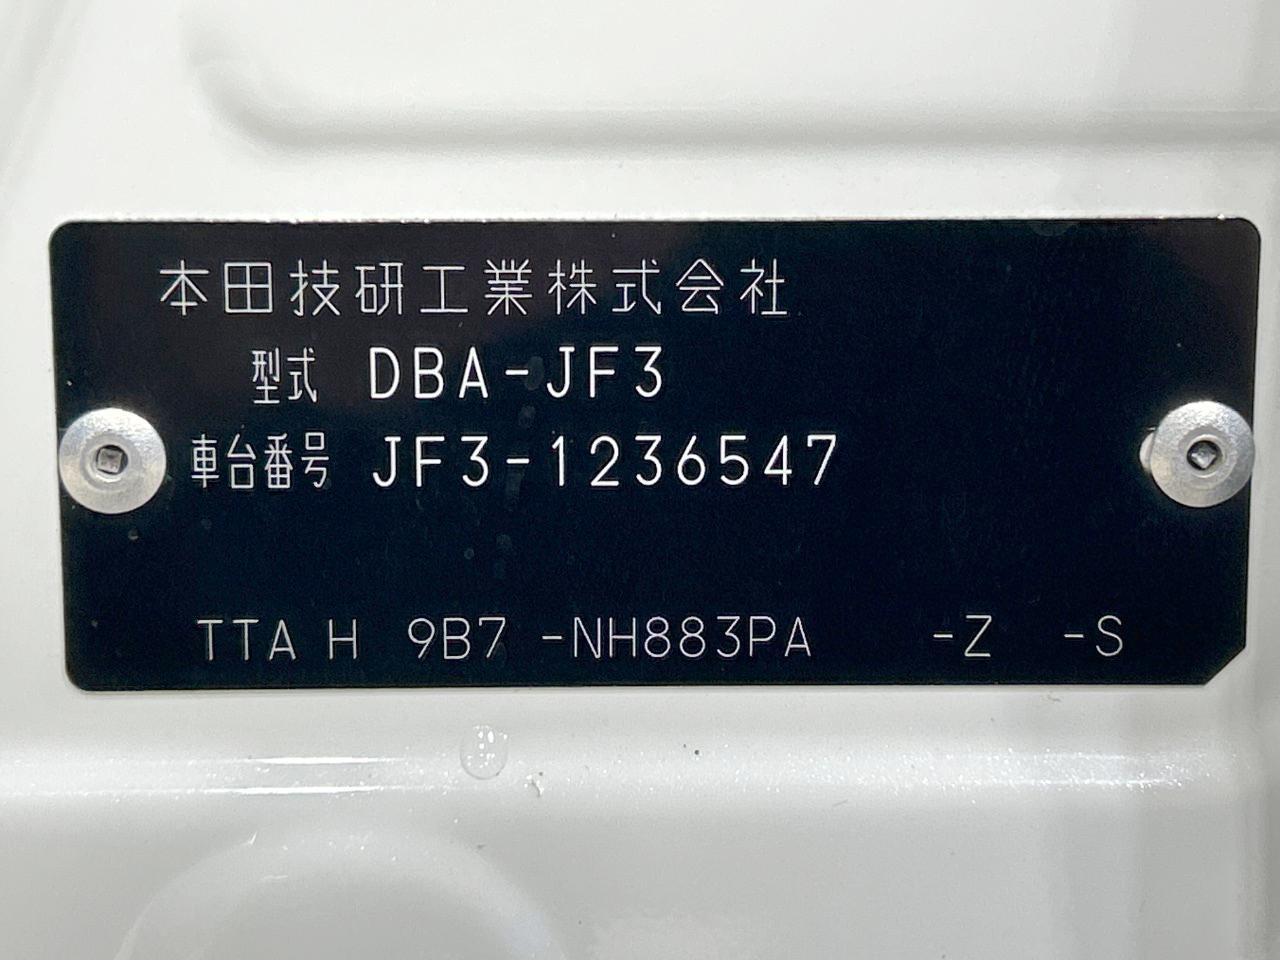 本田技研工業株式会社
型式 DBA-JF3
車台番号 JF3-1236547
TTA H 9B7 -NH883PA -Z -S